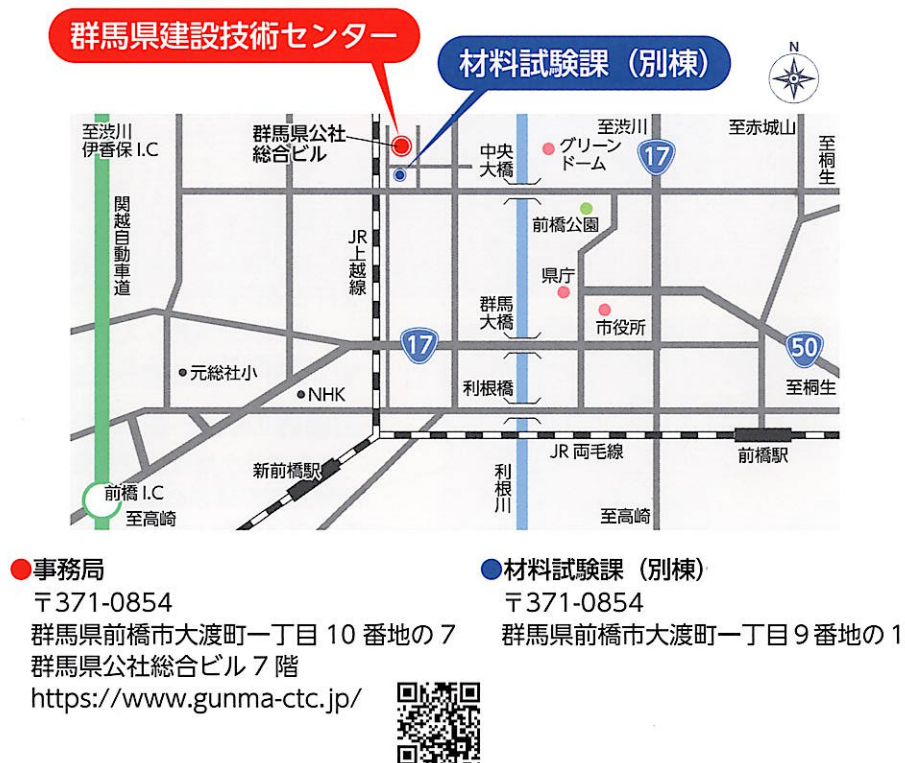 群馬県建設技術センター
材料試験課（別棟）
N
至渋川
伊香保 I.C
群馬県公社
総合ビル
中央
大橋
グリーン
ドーム
至渋川
17
至赤城山
至桐生
関越自動車道
JR上越線
前橋公園
県庁
群馬
大橋
市役所
17
50
元総社小
NHK
利根橋
至桐生
新前橋駅
JR 両毛線
前橋駅
前橋 I.C
利根川
至高崎
至高崎
●事務局
〒371-0854
群馬県前橋市大渡町一丁目 10 番地の 7
群馬県公社総合ビル 7 階
https://www.gunma-ctc.jp/
●材料試験課（別棟）
〒371-0854
群馬県前橋市大渡町一丁目 9 番地の 1